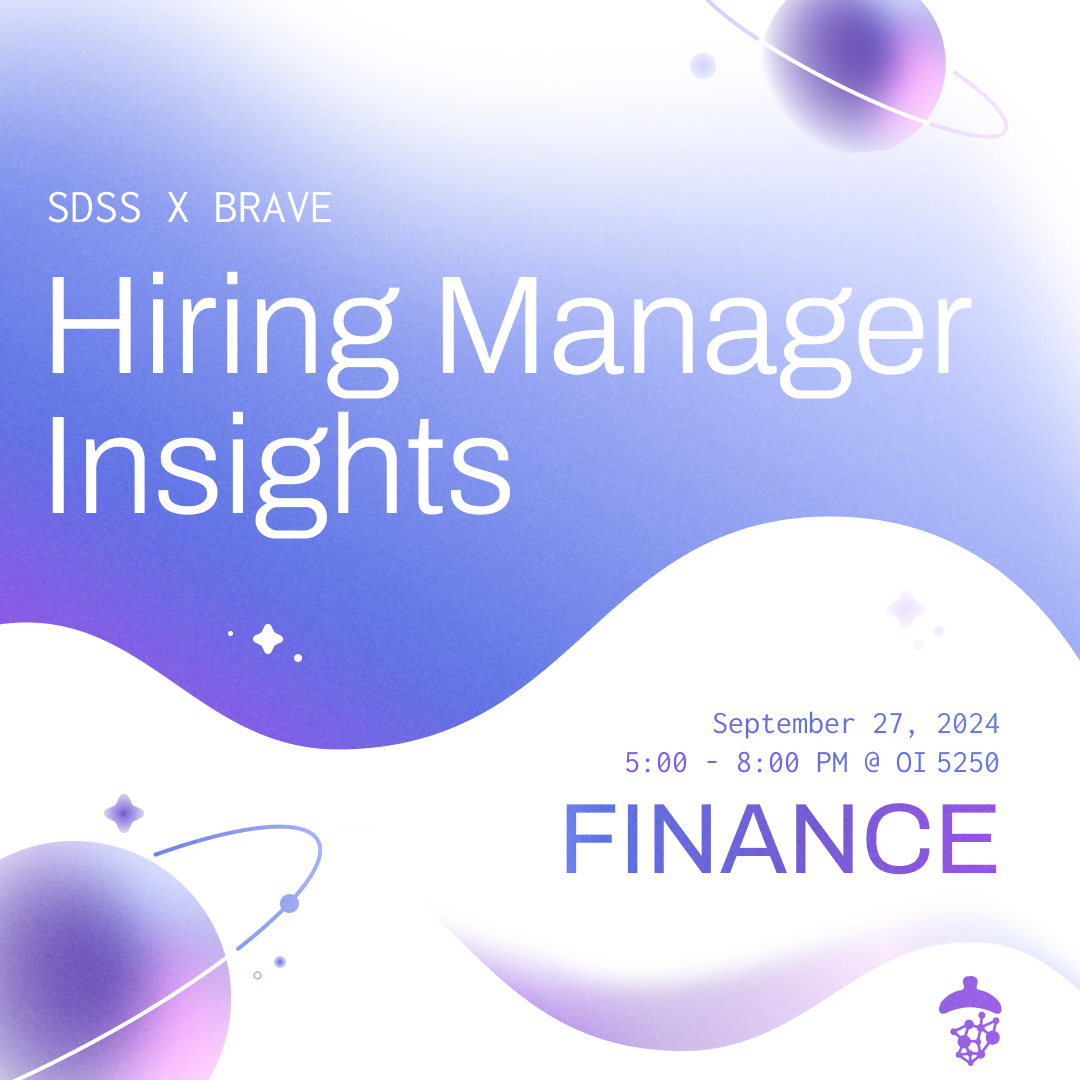 SDSS X BRAVE
Hiring Manager
Insights
September 27, 2024
5:00 - 8:00 PM @ OI 5250
FINANCE